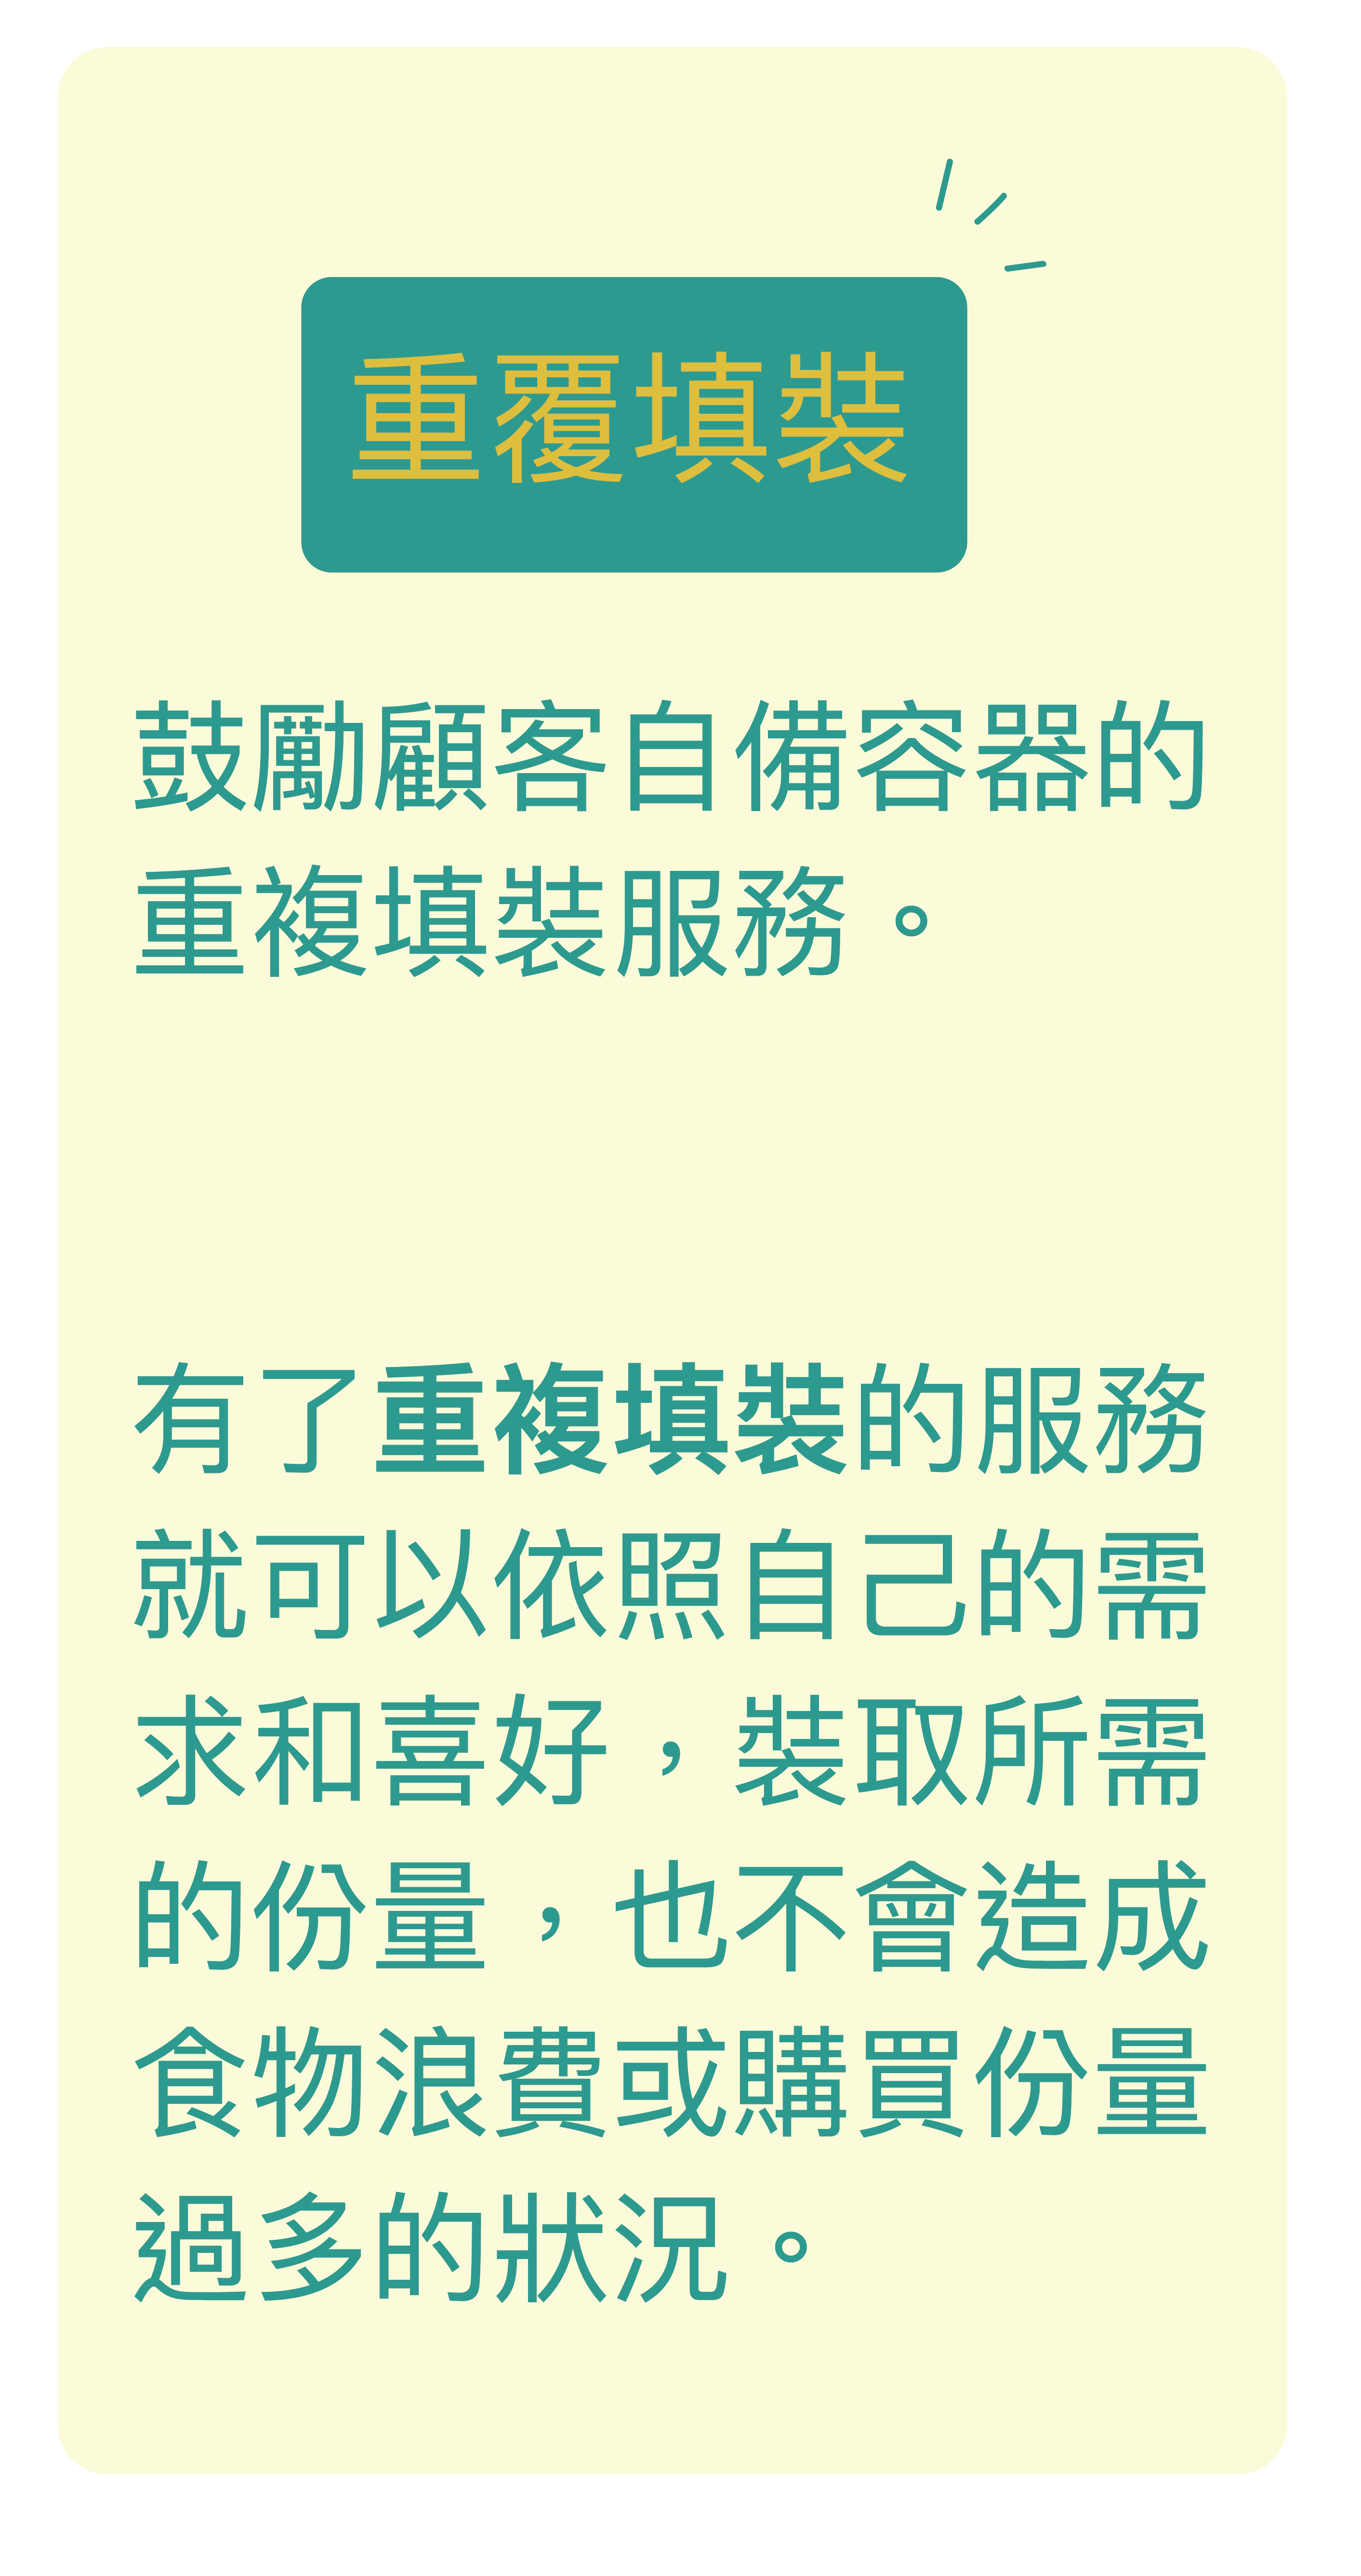 重覆填裝
鼓勵顧客自備容器的
重複填裝服務。
有了重複填裝的服務
就可以依照自己的需
求和喜好，裝取所需
的份量，也不會造成
食物浪費或購買份量
過多的狀況。